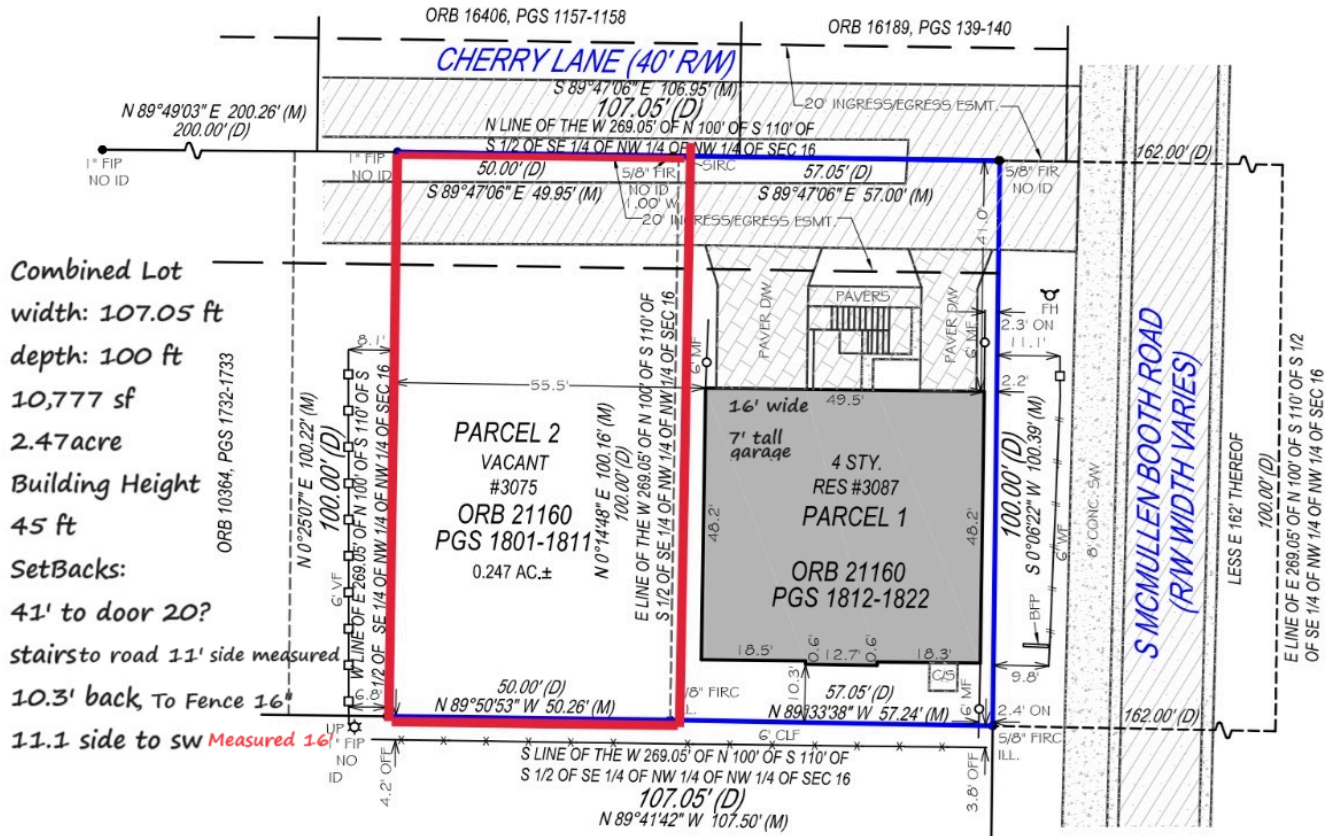 ORB 16406, PGS 1157-1158
ORB 16189, PGS 139-140
CHERRY LANE (40' R/W)
S 89°47'06" E 106.95' (M)
107.05' (D)
N LINE OF THE W 269.05' OF N 100' OF S 110' OF
S 1/2 OF SE 1/4 OF NW 1/4 OF NW 1/4 OF SEC 16
20' INGRESS/EGRESS ESMT.
N 89°49'03" E 200.26' (M)
200.00' (D)
1" FIP
NO ID
1" FIP
NO ID
50.00' (D)
S 89°47'06" E 49.95' (M)
5/8" FIR
NO ID
1.00' W
SIRC
57.05' (D)
S 89°47'06" E 57.00' (M)
20' INGRESS/EGRESS ESMT.
5/8" FIR
NO ID
162.00' (D)
41.0'
Combined Lot
width: 107.05 ft
depth: 100 ft
10,777 sf
2.47acre
Building Height
45 ft
SetBacks:
41' to door 20?
stairs to road 11' side measured
10.3' back, To Fence 16"
11.1 side to sw Measured 16'
ORB 10364, PGS 1732-1733
N 0°25'07" E 100.22' (M)
100.00' (D)
8.1'
6' VF
6.8'
W LINE OF E 269.05' OF N 100' OF S 110' OF S
1/2 OF SE 1/4 OF NW 1/4 OF NW 1/4 OF SEC 16
55.5'
PARCEL 2
VACANT
#3075
ORB 21160
PGS 1801-1811
0.247 AC.±
N 0°14'48" E 100.16' (M)
100.00' (D)
E LINE OF THE W 269.05' OF N 100' OF S 110' OF
S 1/2 OF SE 1/4 OF NW 1/4 OF NW 1/4 OF SEC 16
6' MF
PAVER D/W
PAVERS
PAVER D/W
6' MF
FH
2.3' ON
11.1'
2.2'
16' wide
7' tall
garage
49.5'
4 STY.
RES #3087
PARCEL 1
ORB 21160
PGS 1812-1822
48.2'
48.2'
18.5'
0.6'
12.7'
0.6'
18.3'
C/S
10.3'
100.00' (D)
S 0°06'22" W 100.39' (M)
6' WF
BFP
9.8'
6' MF
2.4' ON
8' CONC. S/W
S MCMULLEN BOOTH ROAD
(R/W WIDTH VARIES)
LESS E 162' THEREOF
100.00' (D)
E LINE OF E 269.05' OF N 100' OF S 110' OF S 1/2
OF SE 1/4 OF NW 1/4 OF NW 1/4 OF SEC 16
50.00' (D)
N 89°50'53" W 50.26' (M)
57.05' (D)
N 89°33'38" W 57.24' (M)
162.00' (D)
UP
1" FIP
NO
ID
5/8" FIRC
ILL.
6' CLF
4.2' OFF
3.8' OFF
S LINE OF THE W 269.05' OF N 100' OF S 110' OF
S 1/2 OF SE 1/4 OF NW 1/4 OF NW 1/4 OF SEC 16
107.05' (D)
N 89°41'42" W 107.50' (M)